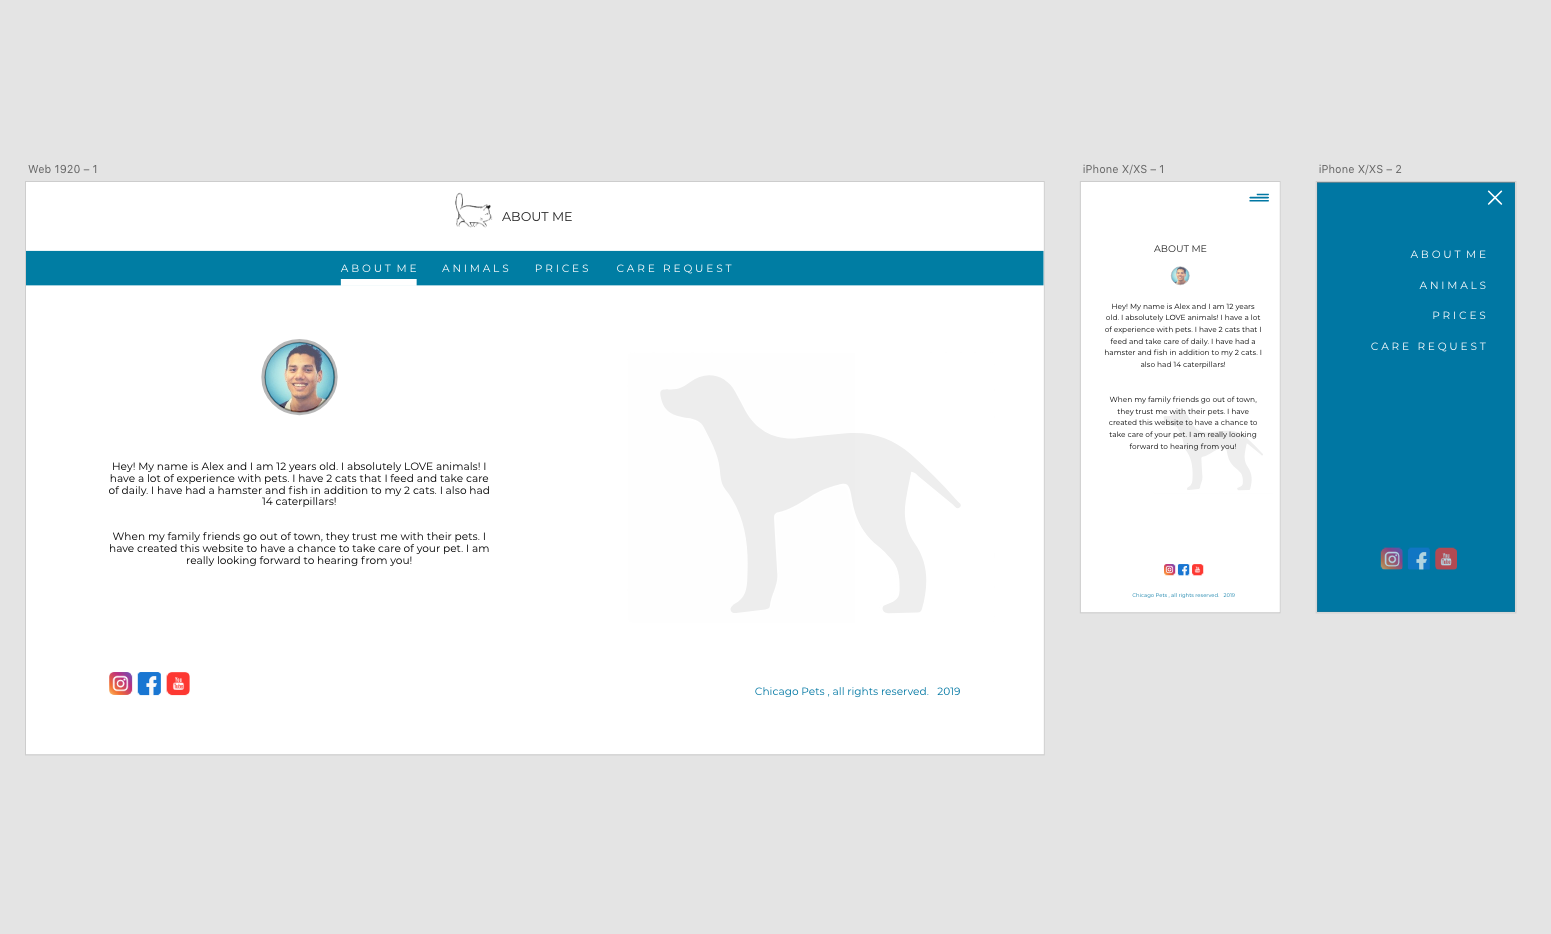 Web 1920 – 1
ABOUT ME
ABOUT ME ANIMALS PRICES CARE REQUEST
Hey! My name is Alex and I am 12 years old. I absolutely LOVE animals! I
have a lot of experience with pets. I have 2 cats that I feed and take care
of daily. I have had a hamster and fish in addition to my 2 cats. I also had
14 caterpillars!
When my family friends go out of town, they trust me with their pets. I
have created this website to have a chance to take care of your pet. I am
really looking forward to hearing from you!
You
Tube
Chicago Pets , all rights reserved. 2019
iPhone X/XS – 1
ABOUT ME
Hey! My name is Alex and I am 12 years
old. I absolutely LOVE animals! I have a lot
of experience with pets. I have 2 cats that I
feed and take care of daily. I have had a
hamster and fish in addition to my 2 cats. I
also had 14 caterpillars!
When my family friends go out of town,
they trust me with their pets. I have
created this website to have a chance to
take care of your pet. I am really looking
forward to hearing from you!
Chicago Pets , all rights reserved. 2019
iPhone X/XS – 2
ABOUT ME
ANIMALS
PRICES
CARE REQUEST